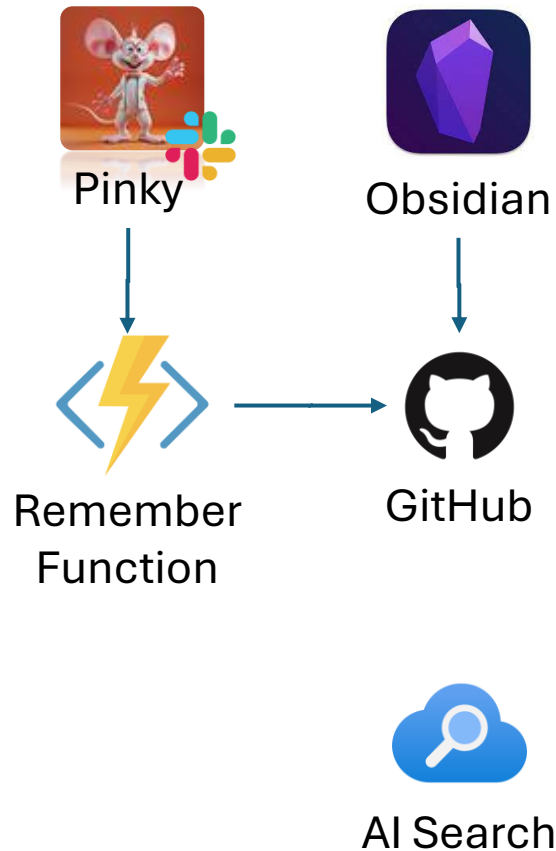 Pinky
Obsidian
Remember
Function
GitHub
AI Search